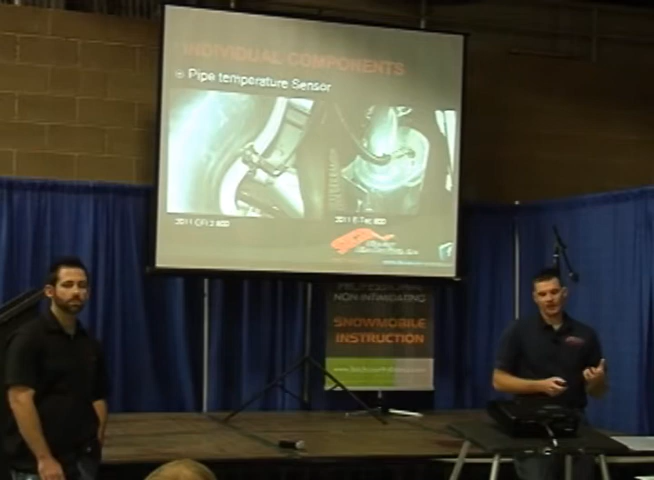 INDIVIDUAL COMPONENTS
Pipe temperature Sensor
2011 CFI 2 800
2011 E-Tec 800
NON-INTIMIDATING
SNOWMOBILE
INSTRUCTION